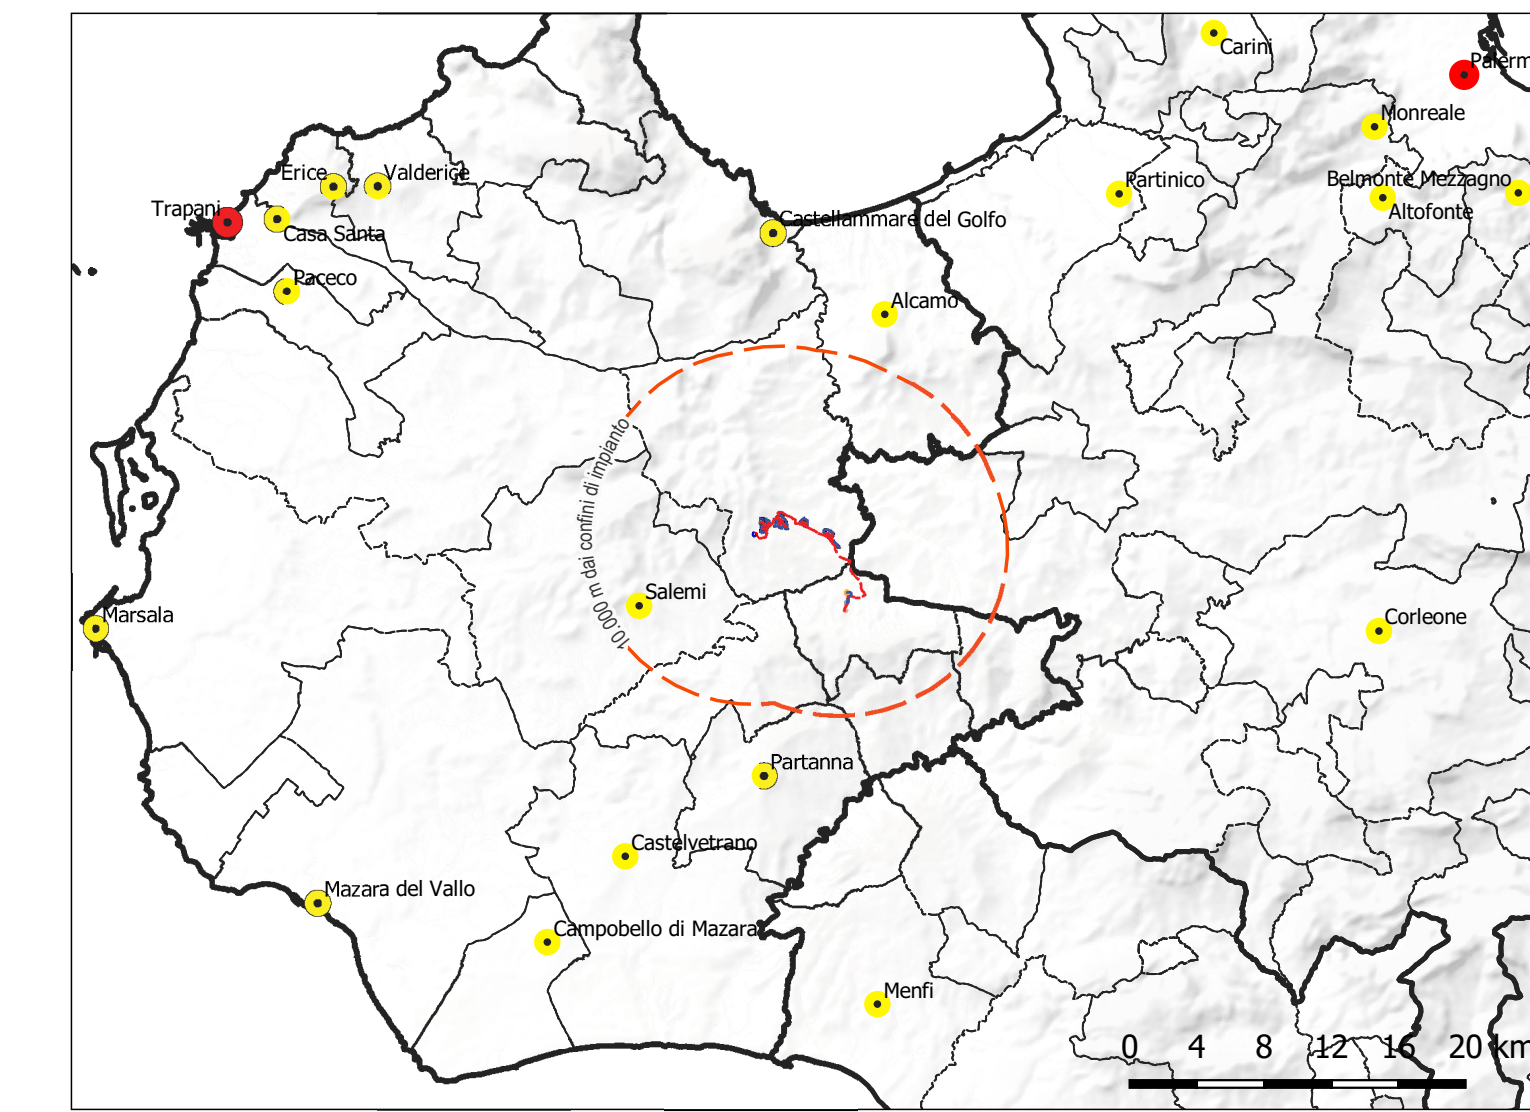 Carini
Palerm
Monreale
Erice
Valderice
Partinico
Belmonte Mezzagno
Trapani
Altofonte
Castellammare del Golfo
Casa Santa
Paceco
Alcamo
10.000 m dai confini di impianto
Salemi
Marsala
Corleone
Partanna
Castelvetrano
Mazara del Vallo
Campobello di Mazara
Menfi
0 4 8 12 16 20 km